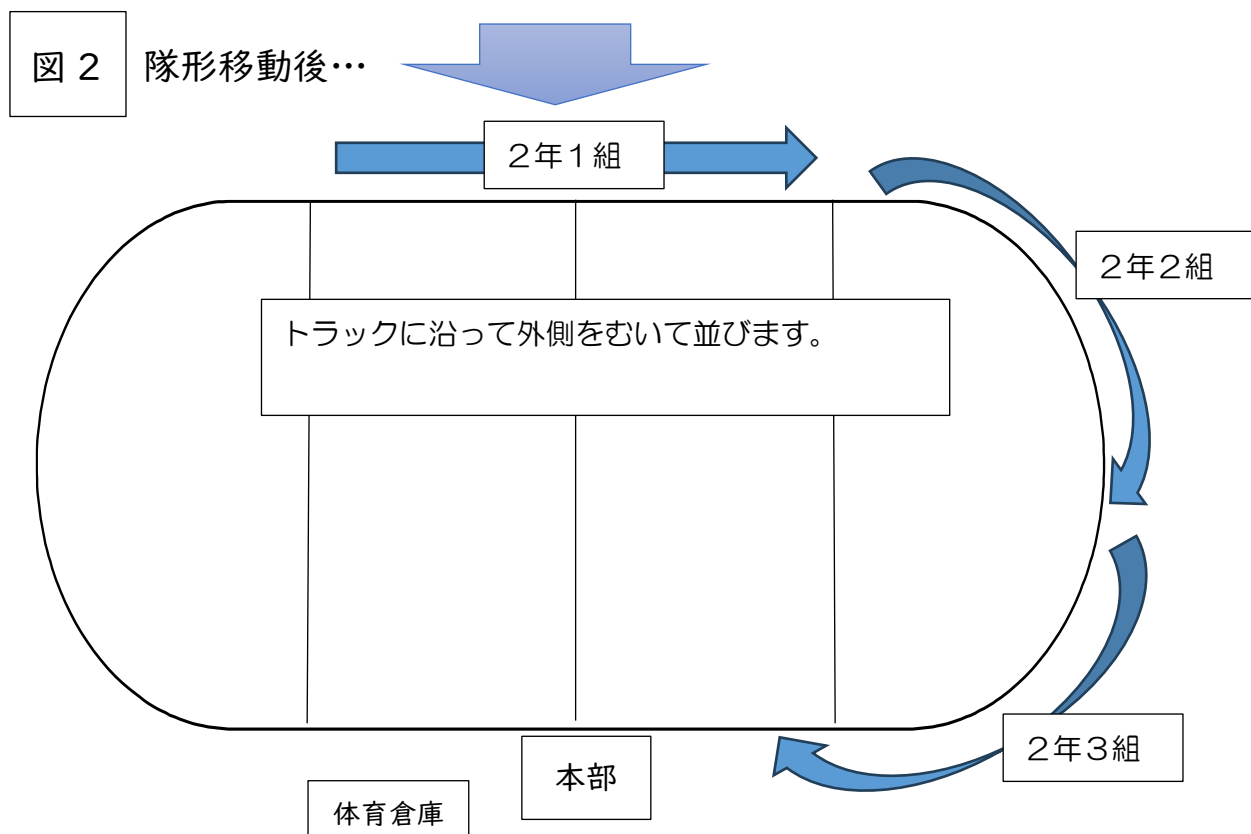 図2
隊形移動後…
2年1組
2年2組
トラックに沿って外側をむいて並びます。
2年3組
本部
体育倉庫